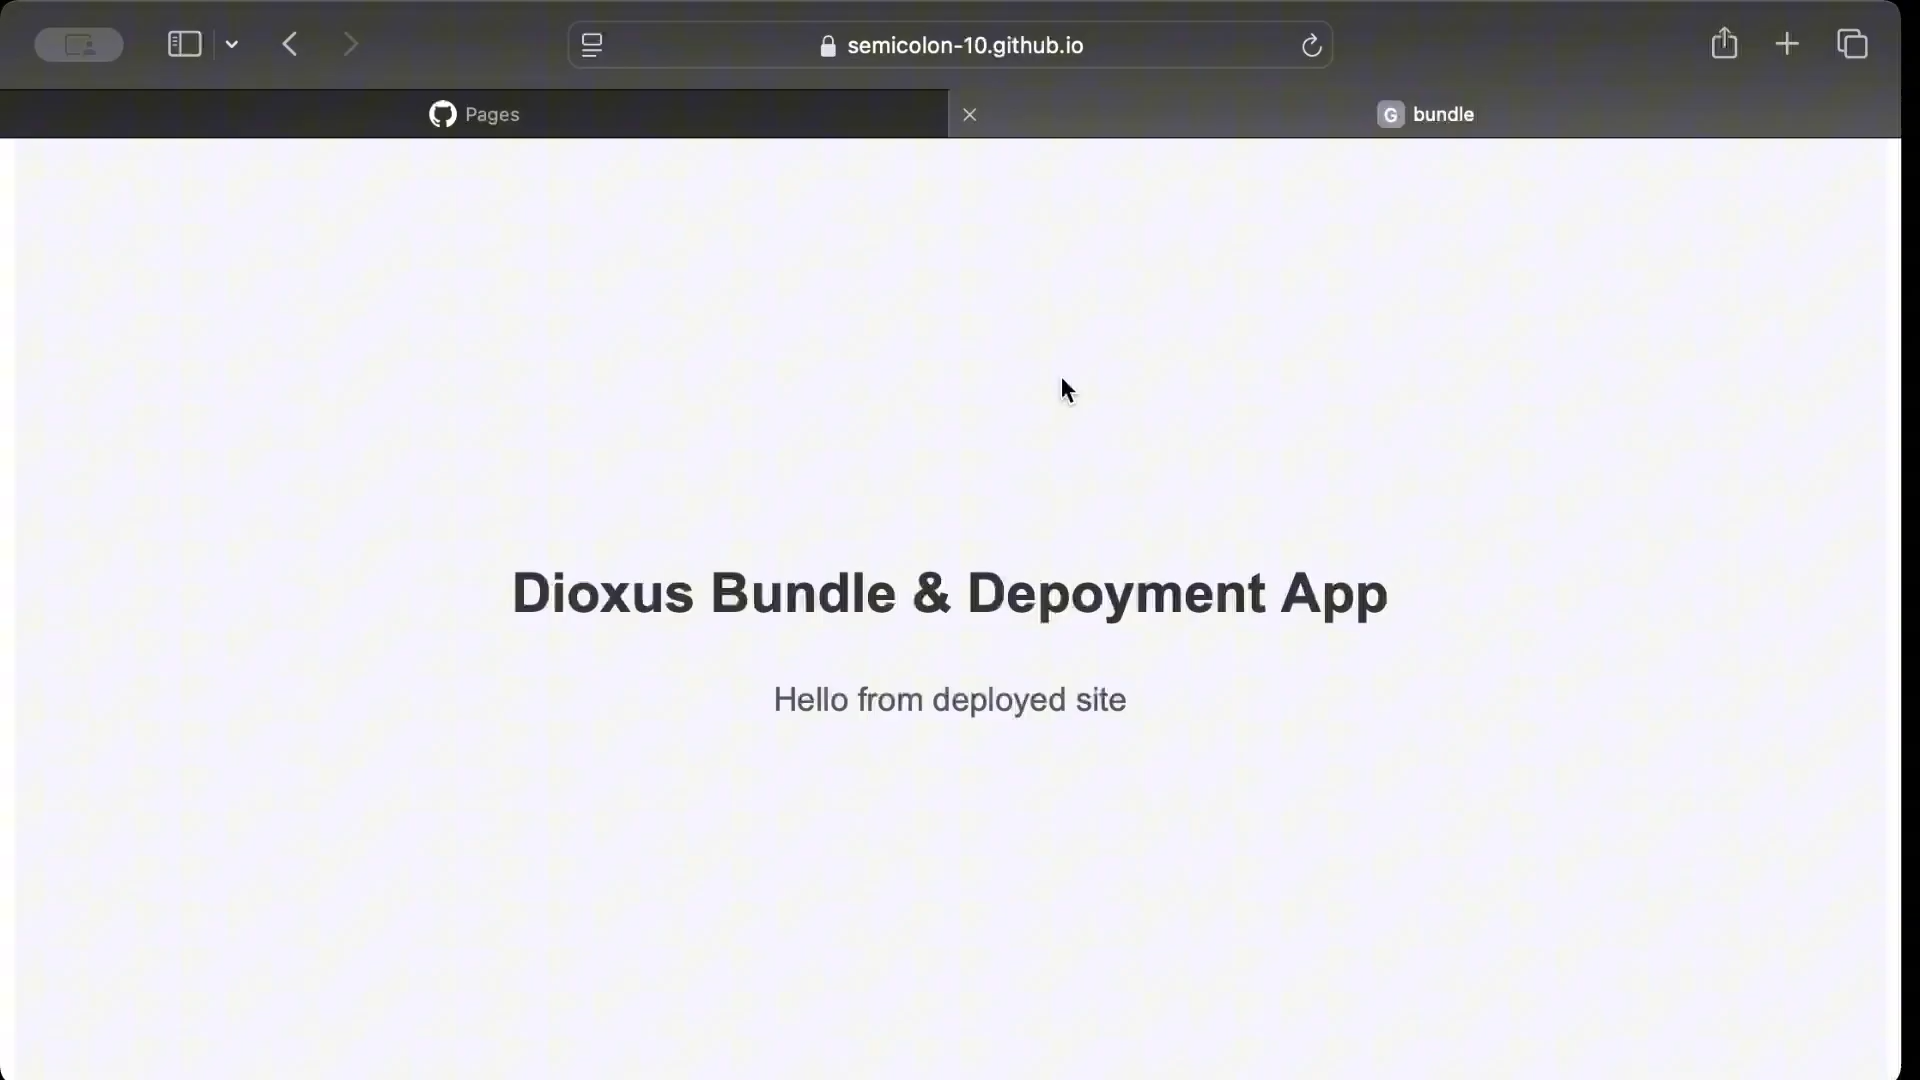 semicolon-10.github.io
Pages
G bundle
Dioxus Bundle & Depoyment App
Hello from deployed site